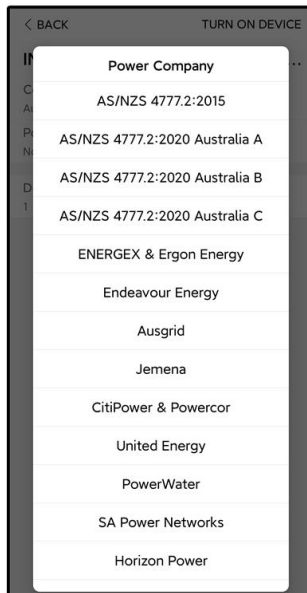 < BACK TURN ON DEVICE
Power Company
AS/NZS 4777.2:2015
AS/NZS 4777.2:2020 Australia A
AS/NZS 4777.2:2020 Australia B
AS/NZS 4777.2:2020 Australia C
ENERGEX & Ergon Energy
Endeavour Energy
Ausgrid
Jemena
CitiPower & Powercor
United Energy
PowerWater
SA Power Networks
Horizon Power